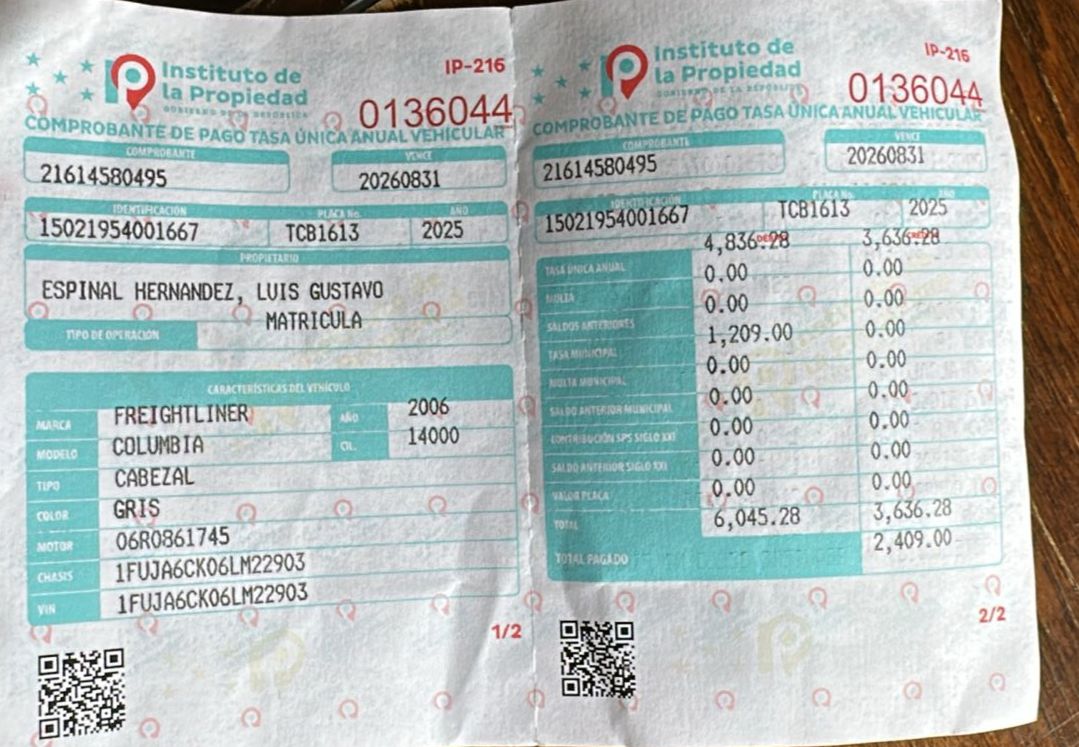 Instituto de
la Propiedad
GOBIERNO DE LA REPÚBLICA
IP-216
0136044
COMPROBANTE DE PAGO TASA ÚNICA ANUAL VEHICULAR
COMPROBANTE VENCE
21614580495 20260831
IDENTIFICACIÓN PLACA No. AÑO
15021954001667 TCB1613 2025
PROPIETARIO
ESPINAL HERNANDEZ, LUIS GUSTAVO
TIPO DE OPERACIÓN MATRICULA
CARACTERÍSTICAS DEL VEHÍCULO
MARCA FREIGHTLINER AÑO 2006
MODELO COLUMBIA CIL. 14000
TIPO CABEZAL
COLOR GRIS
MOTOR 06R0861745
CHASIS 1FUJA6CK06LM22903
VIN 1FUJA6CK06LM22903
1/2
Instituto de
la Propiedad
GOBIERNO DE LA REPÚBLICA
IP-216
0136044
COMPROBANTE DE PAGO TASA ÚNICA ANUAL VEHICULAR
COMPROBANTE VENCE
21614580495 20260831
IDENTIFICACIÓN PLACA No. AÑO
15021954001667 TCB1613 2025
4,836.28 3,636.28
TASA ÚNICA ANUAL 0.00 0.00
MULTA 0.00 0.00
SALDOS ANTERIORES 1,209.00 0.00
TASA MUNICIPAL 0.00 0.00
MULTA MUNICIPAL 0.00 0.00
SALDO ANTERIOR MUNICIPAL 0.00 0.00
CONTRIBUCIÓN SPS SIGLO XXI 0.00 0.00
SALDO ANTERIOR SIGLO XXI 0.00 0.00
VALOR PLACA 6,045.28 3,636.28
TOTAL 2,409.00
TOTAL PAGADO
2/2